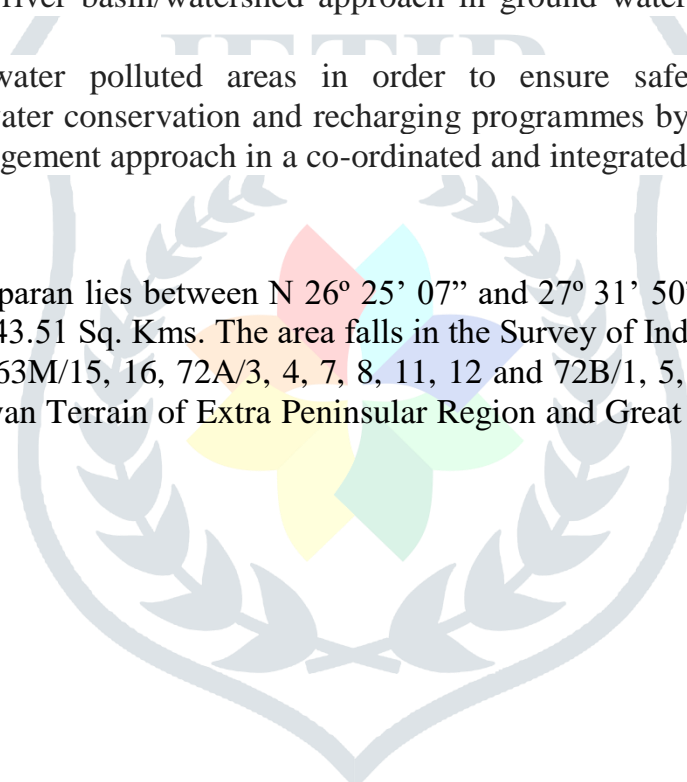 river basin/watershed approach in ground water
JETIR
water polluted areas in order to ensure safe
water conservation and recharging programmes by
gement approach in a co-ordinated and integrated
paran lies between N 26º 25’ 07” and 27º 31’ 50”
43.51 Sq. Kms. The area falls in the Survey of Ind
63M/15, 16, 72A/3, 4, 7, 8, 11, 12 and 72B/1, 5,
yan Terrain of Extra Peninsular Region and Great